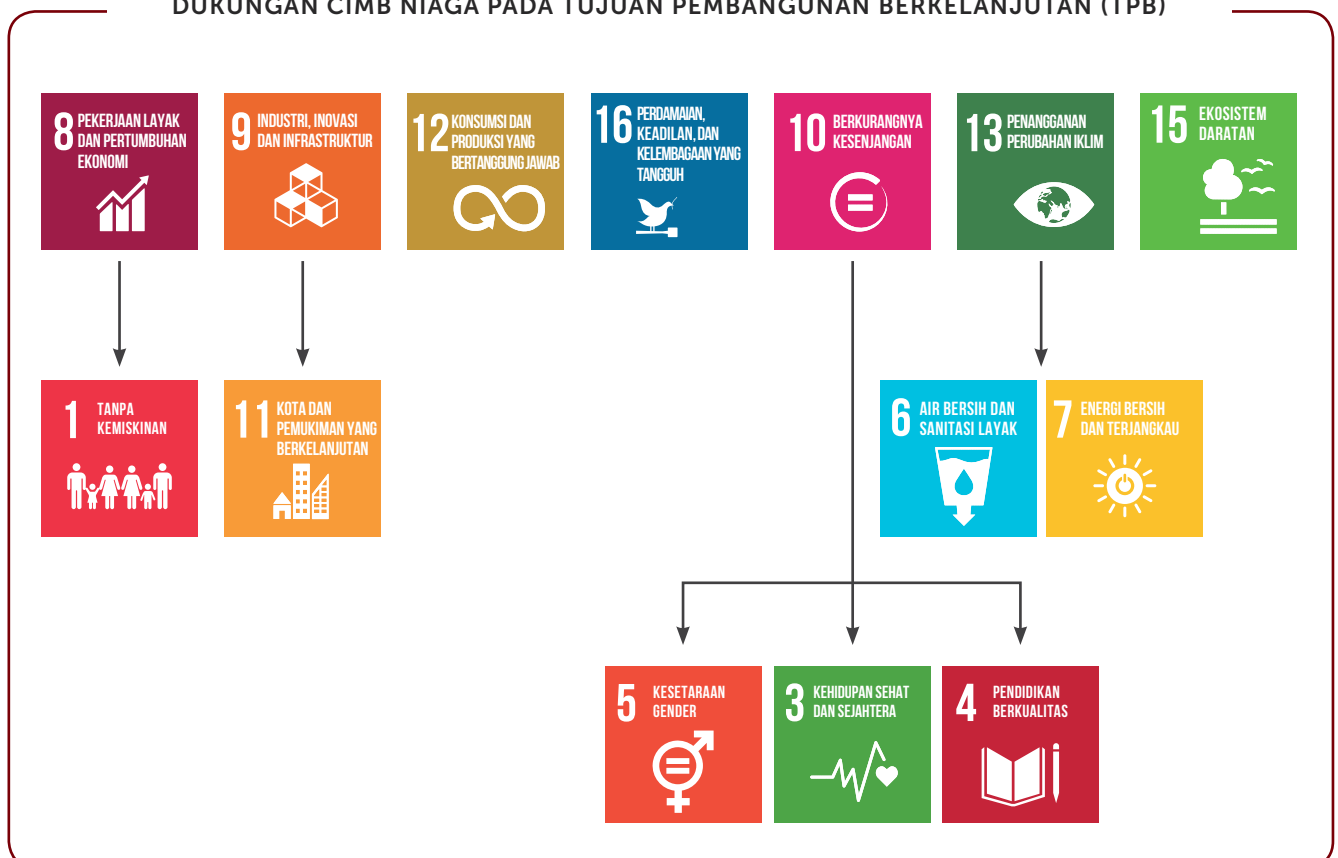 DUKUNGAN CIMB NIAGA PADA TUJUAN PEMBANGUNAN BERKELANJUTAN (TPB)
8 PEKERJAAN LAYAK
DAN PERTUMBUHAN
EKONOMI
9 INDUSTRI, INOVASI
DAN INFRASTRUKTUR
12 KONSUMSI DAN
PRODUKSI YANG
BERTANGGUNG JAWAB
16 PERDAMAIAN,
KEADILAN, DAN
KELEMBAGAAN YANG
TANGGUH
10 BERKURANGNYA
KESENJANGAN
13 PENANGGANAN
PERUBAHAN IKLIM
15 EKOSISTEM
DARATAN
1 TANPA
KEMISKINAN
11 KOTA DAN
PEMUKIMAN YANG
BERKELANJUTAN
6 AIR BERSIH DAN
SANITASI LAYAK
7 ENERGI BERSIH
DAN TERJANGKAU
5 KESETARAAN
GENDER
3 KEHIDUPAN SEHAT
DAN SEJAHTERA
4 PENDIDIKAN
BERKUALITAS